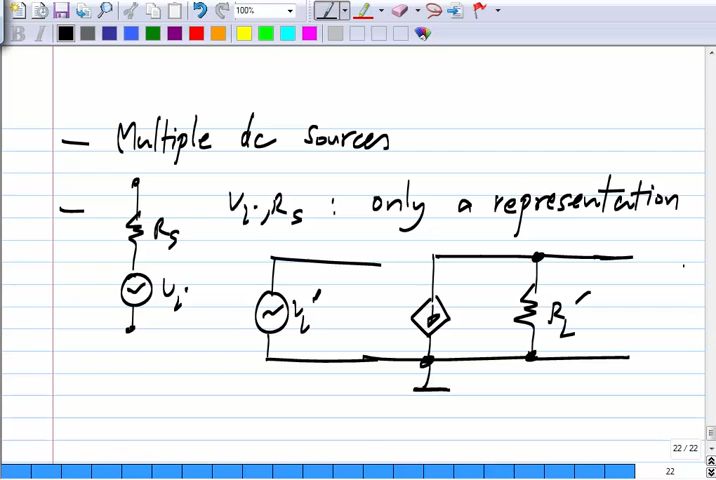 100%
B I
— Multiple dc sources
— Vi, Rs : only a representation
Rs
Vi
Vi′
RL′
22 / 22
22